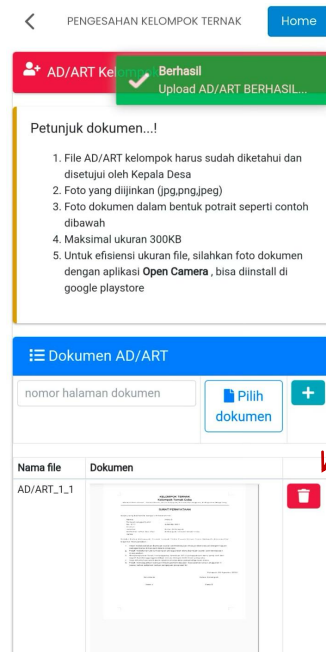 PENGESAHAN KELOMPOK TERNAK
Home
AD/ART Kelompok
Berhasil
Upload AD/ART BERHASIL...
Petunjuk dokumen...!
1. File AD/ART kelompok harus sudah diketahui dan
disetujui oleh Kepala Desa
2. Foto yang diijinkan (jpg,png,jpeg)
3. Foto dokumen dalam bentuk potrait seperti contoh
dibawah
4. Maksimal ukuran 300KB
5. Untuk efisiensi ukuran file, silahkan foto dokumen
dengan aplikasi Open Camera , bisa diinstall di
google playstore
Dokumen AD/ART
nomor halaman dokumen
Pilih
dokumen
+
Nama file Dokumen
AD/ART_1_1
KELOMPOK TERNAK
SURAT PERNYATAAN